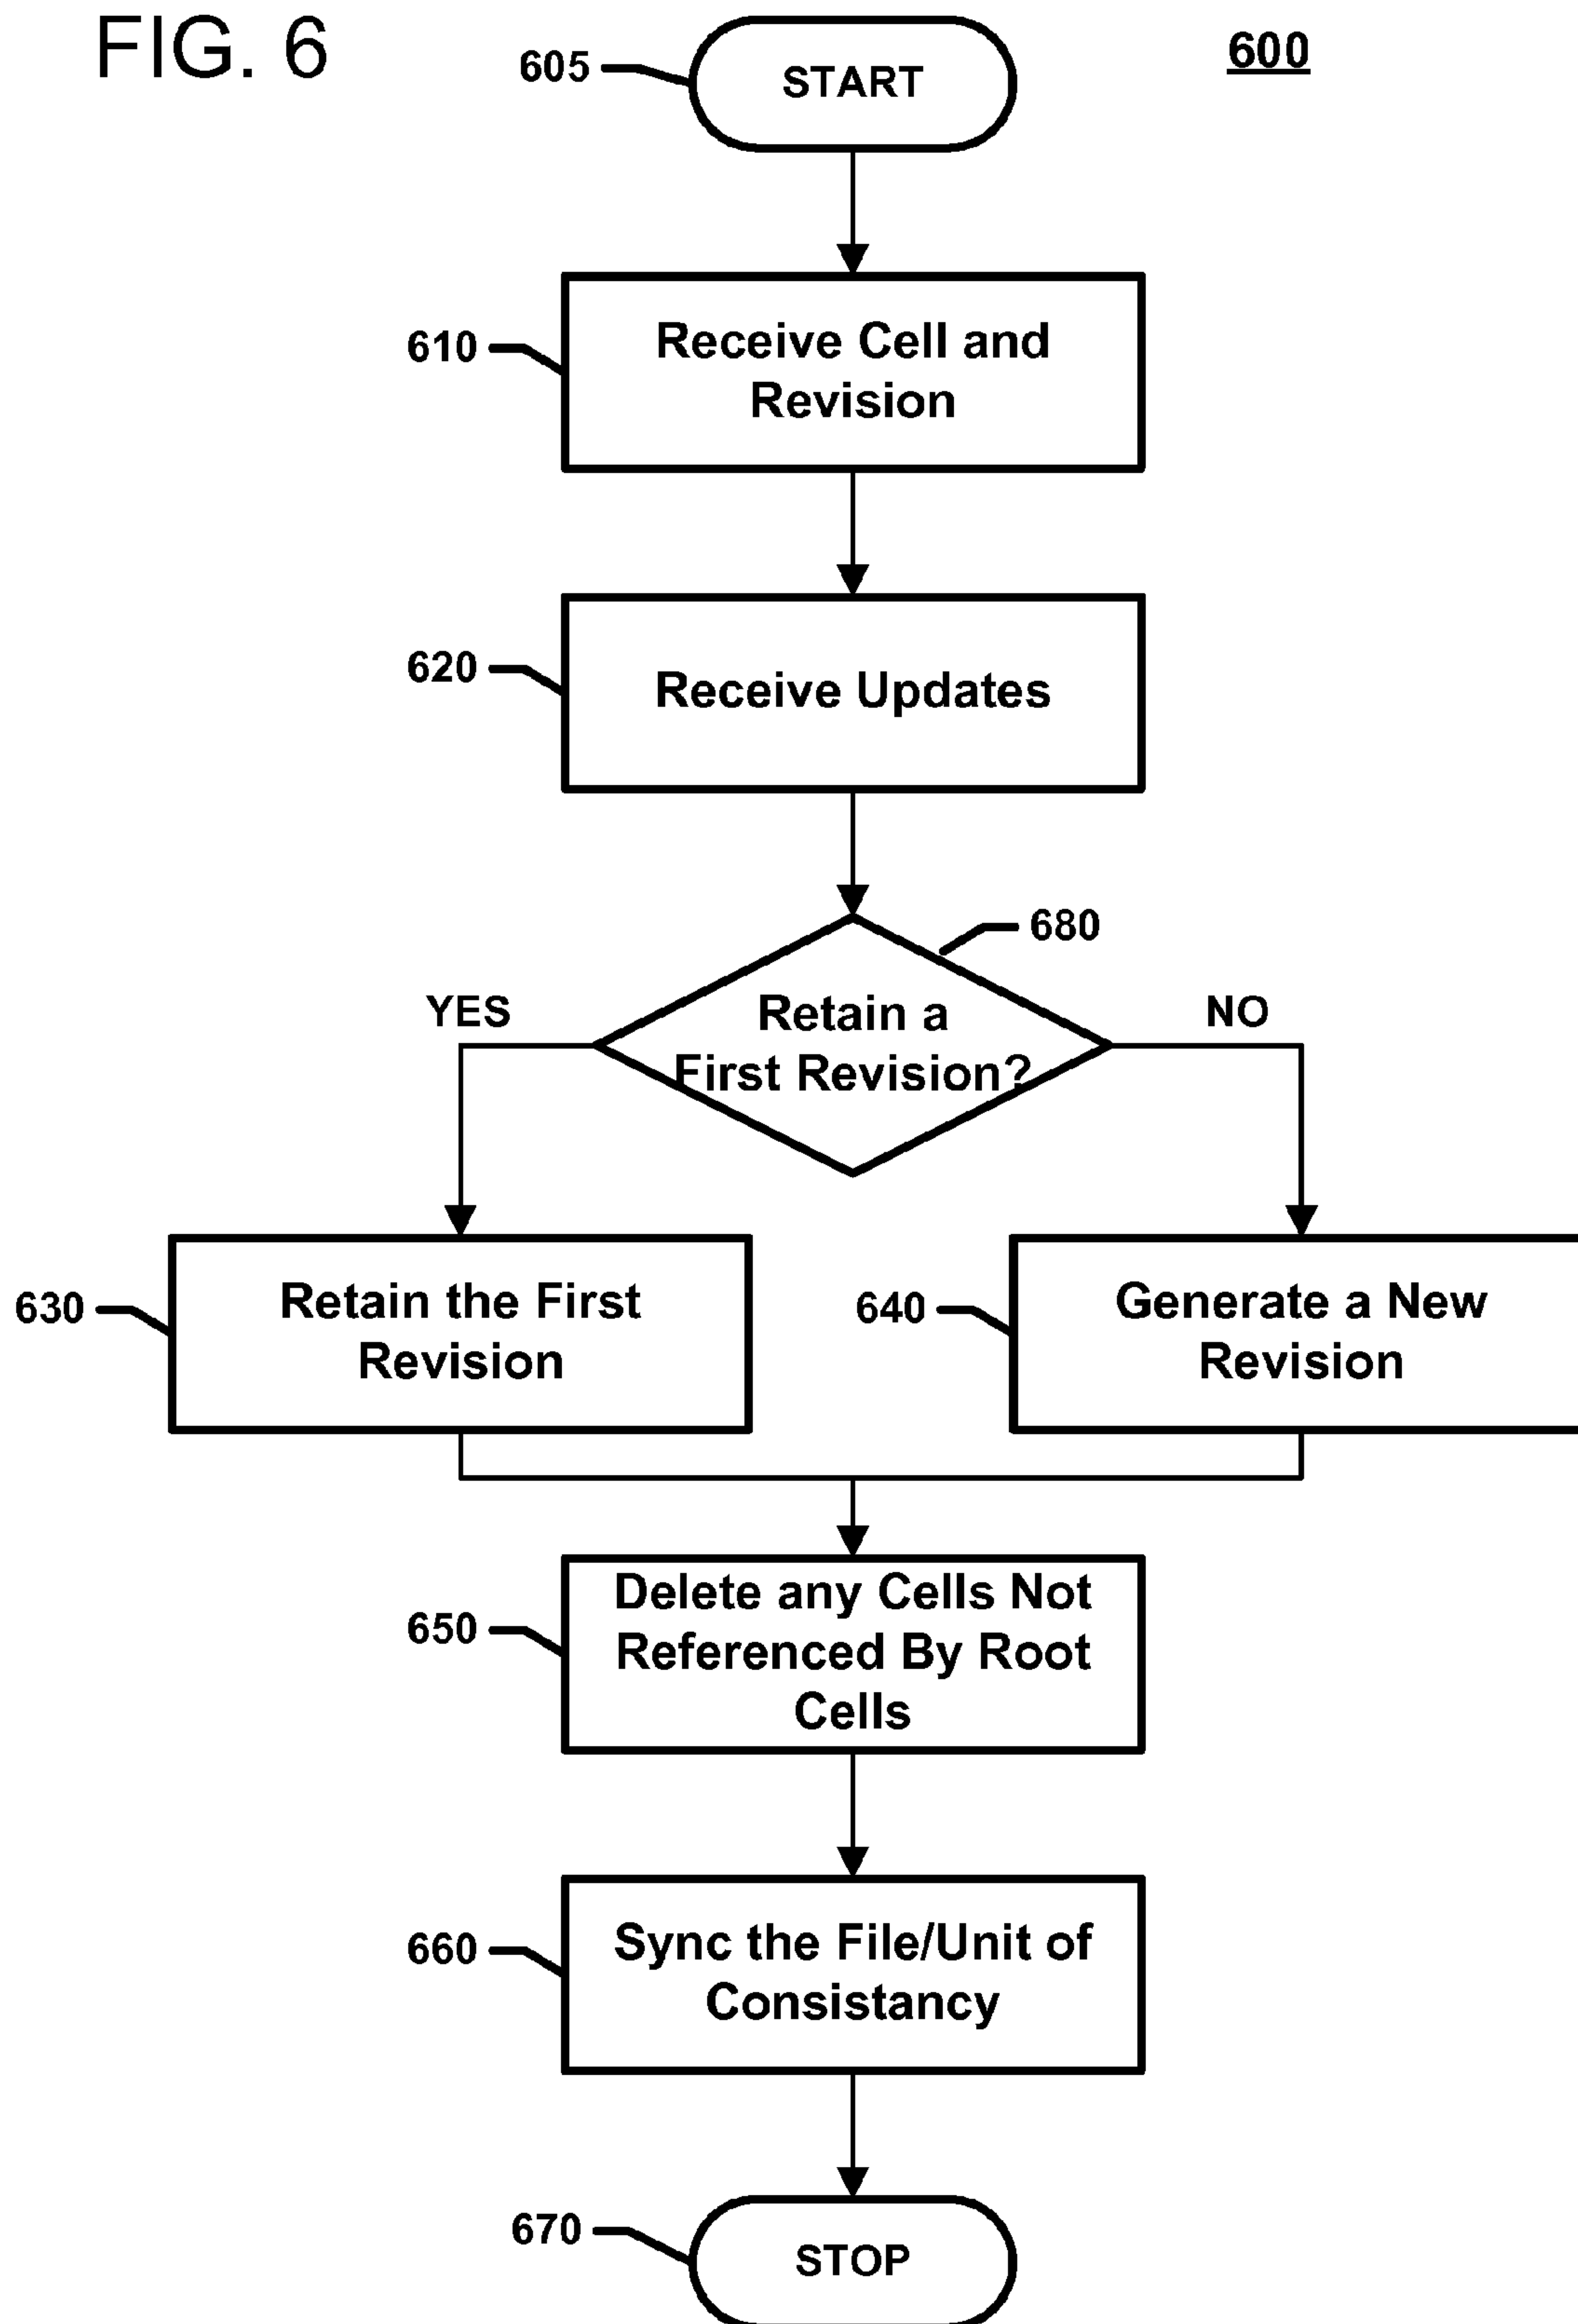 FIG. 6
600
605
START
610
Receive Cell and
Revision
620
Receive Updates
680
YES
Retain a
First Revision?
NO
630
Retain the First
Revision
640
Generate a New
Revision
650
Delete any Cells Not
Referenced By Root
Cells
660
Sync the File/Unit of
Consistancy
670
STOP